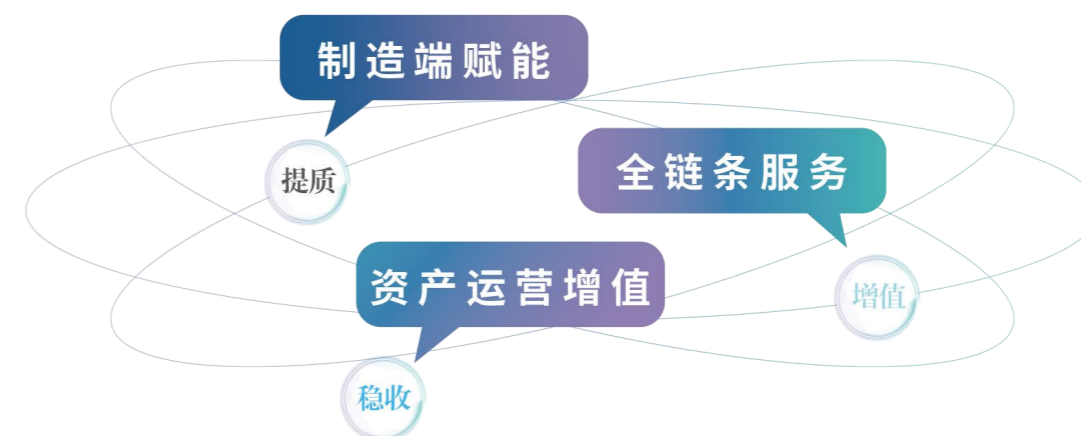 制造端赋能
提质
全链条服务
增值
资产运营增值
稳收